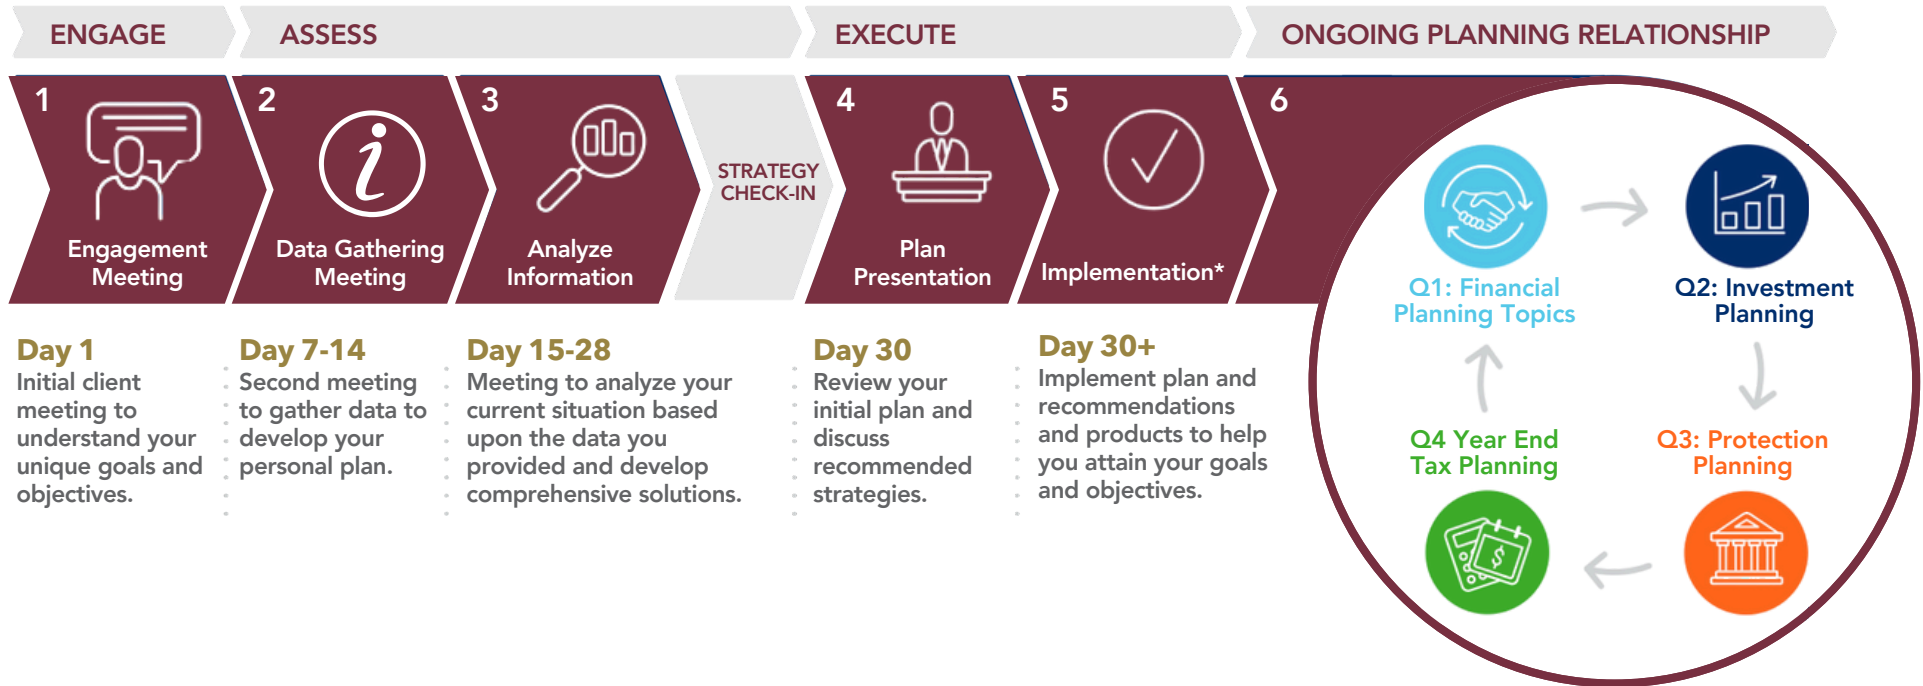 ENGAGE
ASSESS
EXECUTE
ONGOING PLANNING RELATIONSHIP
1
Engagement
Meeting
2
Data Gathering
Meeting
3
Analyze
Information
STRATEGY
CHECK-IN
4
Plan
Presentation
5
Implementation*
6
Day 1
Initial client
meeting to
understand your
unique goals and
objectives.
Day 7-14
Second meeting
to gather data to
develop your
personal plan.
Day 15-28
Meeting to analyze your
current situation based
upon the data you
provided and develop
comprehensive solutions.
Day 30
Review your
initial plan and
discuss
recommended
strategies.
Day 30+
Implement plan and
recommendations
and products to help
you attain your goals
and objectives.
Q1: Financial
Planning Topics
Q2: Investment
Planning
Q3: Protection
Planning
Q4 Year End
Tax Planning
$